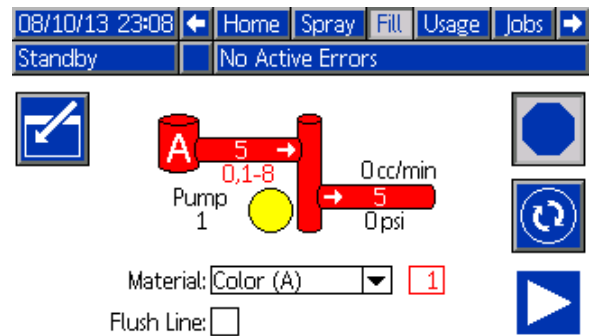 08/10/13 23:08 Home Spray Fill Usage Jobs
Standby No Active Errors
A 5
0,1-8
Pump
1
0 cc/min
5
0 psi
Material: Color (A) 1
Flush Line: